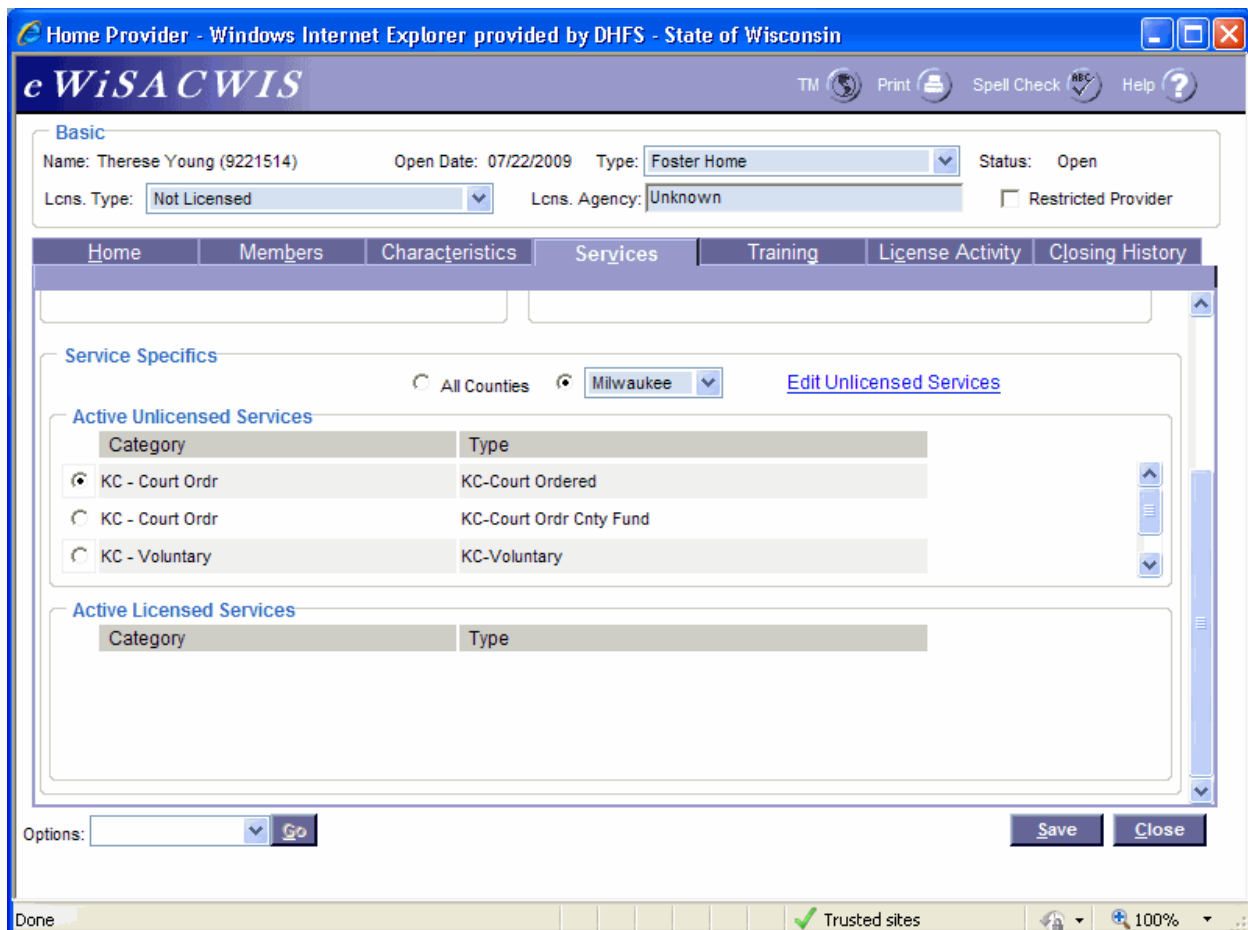 Home Provider - Windows Internet Explorer provided by DHFS - State of Wisconsin
eWiSACWIS TM Print Spell Check ABC Help ?
Basic
Name: Therese Young (9221514) Open Date: 07/22/2009 Type: Foster Home Status: Open
Lcns. Type: Not Licensed Lcns. Agency: Unknown Restricted Provider
Home Members Characteristics Services Training License Activity Closing History
Service Specifics
All Counties Milwaukee Edit Unlicensed Services
Active Unlicensed Services
Category Type
KC - Court Ordr KC-Court Ordered
KC - Court Ordr KC-Court Ordr Cnty Fund
KC - Voluntary KC-Voluntary
Active Licensed Services
Category Type
Options: Go Save Close
Done Trusted sites 100%